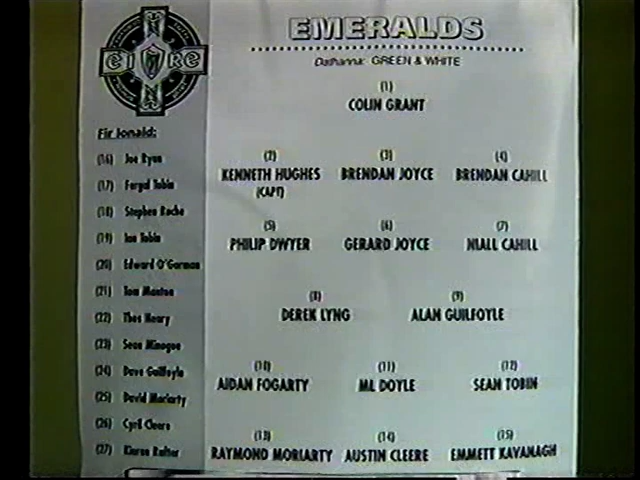 EIRE
EMERALDS
Dathanna: GREEN & WHITE
(1)
COLIN GRANT
(2) (3) (4)
KENNETH HUGHES BRENDAN JOYCE BRENDAN CAHILL
(CAPT)
(5) (6) (7)
PHILIP DWYER GERARD JOYCE NIALL CAHILL
(8) (9)
DEREK LYNG ALAN GUILFOYLE
(10) (11) (12)
AIDAN FOGARTY ML DOYLE SEAN TOBIN
(13) (14) (15)
RAYMOND MORIARTY AUSTIN CLEERE EMMETT KAVANAGH
Fir Ionaid:
(16) Joe Ryan
(17) Fergal Tobin
(18) Stephen Roche
(19) Ian Tobin
(20) Edward O'Gorman
(21) Tom
(22) Thos Henry
(23) Sean Minogue
(24) Dave Guilfoyle
(25) David Moriarty
(26) Cyril Cleere
(27) Kieran